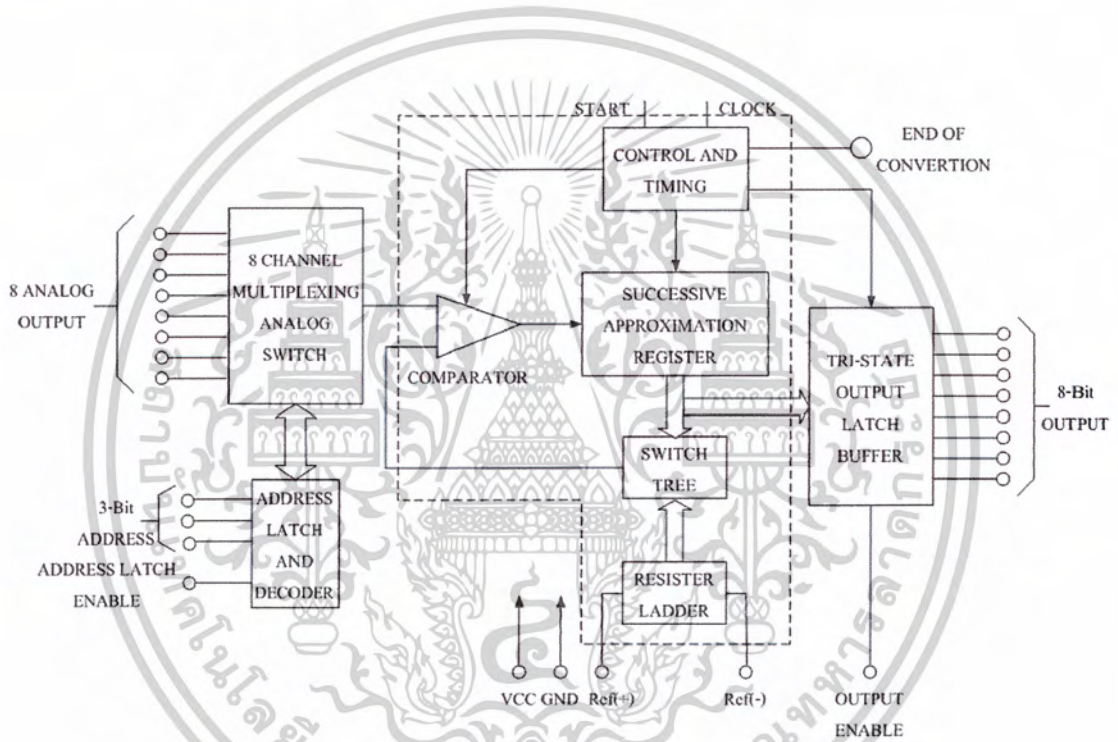 START
CLOCK
CONTROL AND
TIMING
END OF
CONVERTION
8 ANALOG
OUTPUT
8 CHANNEL
MULTIPLEXING
ANALOG
SWITCH
COMPARATOR
SUCCESSIVE
APPROXIMATION
REGISTER
TRI-STATE
OUTPUT
LATCH
BUFFER
8-Bit
OUTPUT
SWITCH
TREE
3-Bit
ADDRESS
ADDRESS LATCH
ENABLE
ADDRESS
LATCH
AND
DECODER
RESISTER
LADDER
VCC
GND
Ref(+)
Ref(-)
OUTPUT
ENABLE